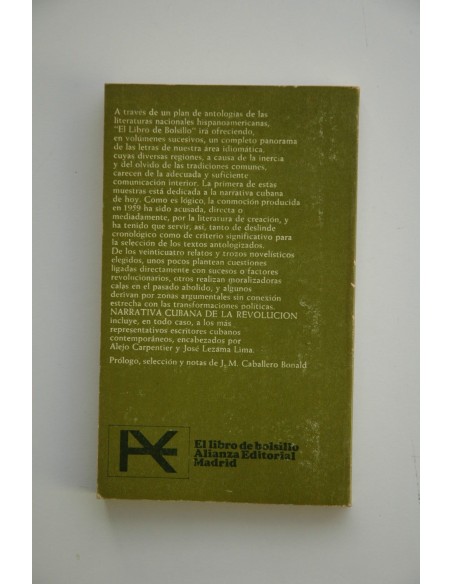 A través de un plan de antologías de las
literaturas nacionales hispanoamericanas,
"El Libro de Bolsillo" irá ofreciendo,
en volúmenes sucesivos, un completo panorama
de las letras de nuestra área idiomática,
cuyas diversas regiones, a causa de la inercia
y del olvido de las tradiciones comunes,
carecen de la adecuada y suficiente
comunicación interior. La primera de estas
muestras está dedicada a la narrativa cubana
de hoy. Como es lógico, la conmoción producida
en 1959 ha sido acusada, directa o
mediadamente, por la literatura de creación, y
ha tenido que servir, así, tanto de deslinde
cronológico como de criterio significativo para
la selección de los textos antologizados.
De los veinticuatro relatos y trozos novelísticos
elegidos, unos pocos plantean cuestiones
ligadas directamente con sucesos o factores
revolucionarios, otros realizan moralizadoras
calas en el pasado abolido, y algunos
derivan por zonas argumentales sin conexión
estrecha con las transformaciones políticas.
NARRATIVA CUBANA DE LA REVOLUCION
incluye, en todo caso, a los más
representativos escritores cubanos
contemporáneos, encabezados por
Alejo Carpentier y José Lezama Lima.
Prólogo, selección y notas de J. M. Caballero Bonald
El libro de bolsillo
Alianza Editorial
Madrid